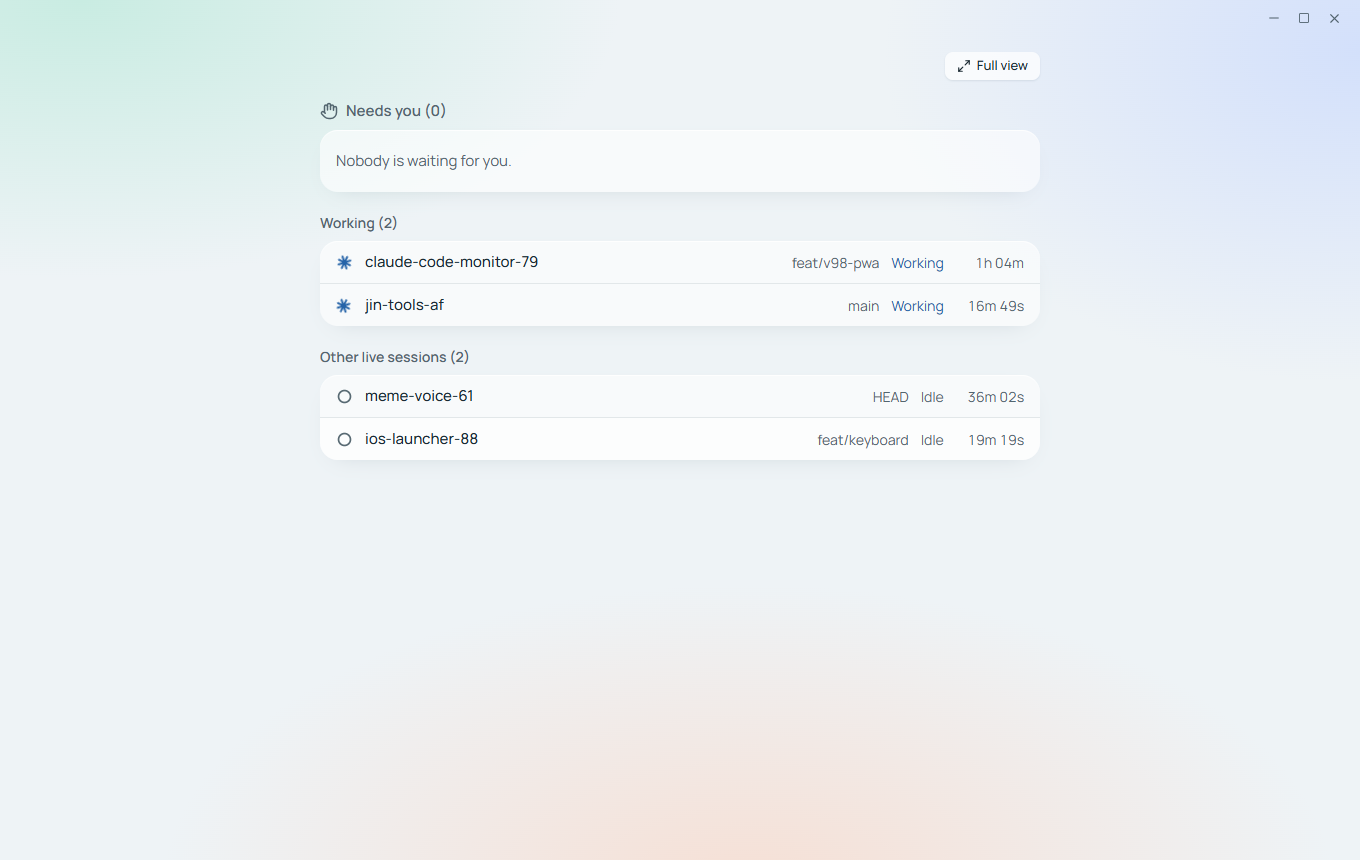 Full view
Needs you (0)
Nobody is waiting for you.
Working (2)
claude-code-monitor-79 feat/v98-pwa Working 1h 04m
jin-tools-af main Working 16m 49s
Other live sessions (2)
meme-voice-61 HEAD Idle 36m 02s
ios-launcher-88 feat/keyboard Idle 19m 19s